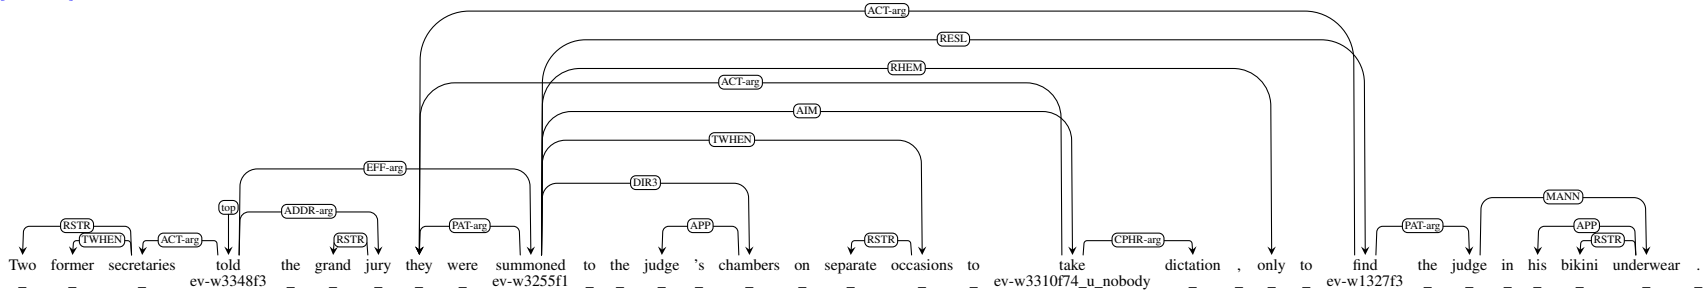 ACT-arg
RESL
RHEM
ACT-arg
AIM
TWHEN
EFF-arg
DIR3
MANN
top
ADDR-arg
RSTR
PAT-arg
APP
PAT-arg
APP
TWHEN
ACT-arg
RSTR
RSTR
CPHR-arg
RSTR
Two former secretaries told the grand jury they were summoned to the judge 's chambers on separate occasions to take dictation , only to find the judge in his bikini underwear .
_ _ _ ev-w3348f3 _ _ _ _ _ ev-w3255f1 _ _ _ _ _ _ _ _ _ ev-w3310f74_u_nobody _ _ _ _ ev-w1327f3 _ _ _ _ _ _ _